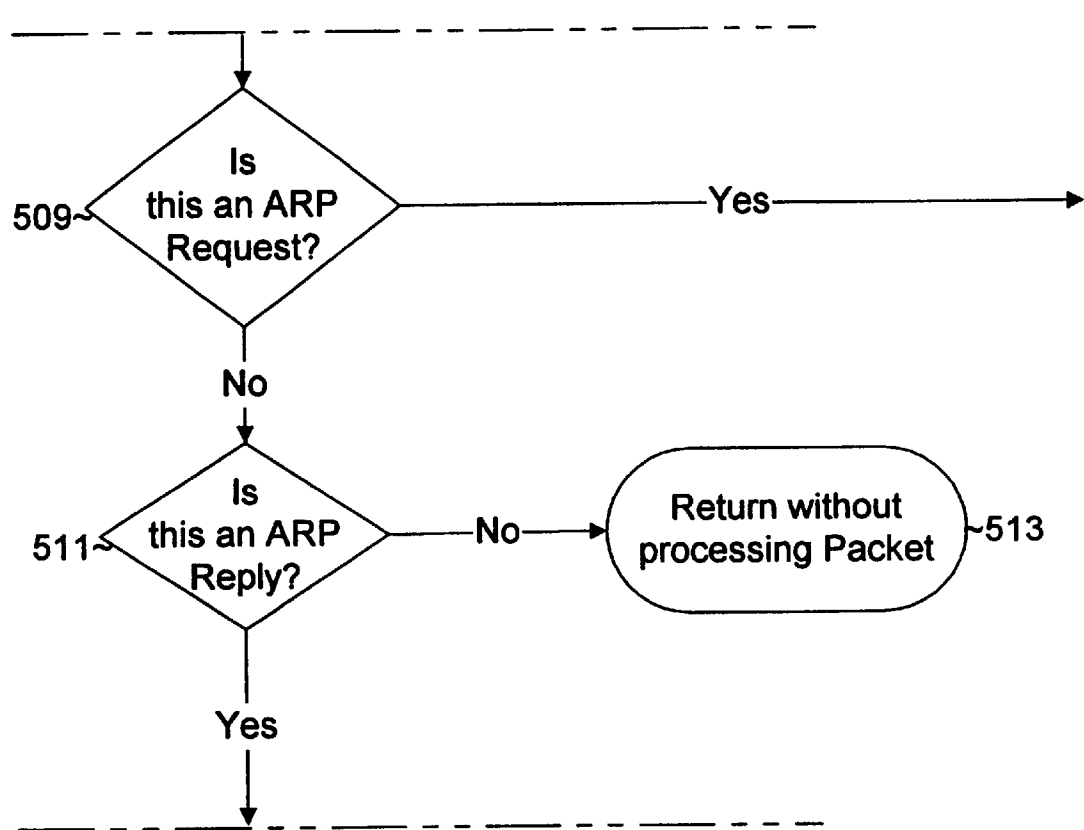 Is
this an ARP
Request?
509~
Yes
No
Is
this an ARP
Reply?
511~
No
Return without
processing Packet
~513
Yes